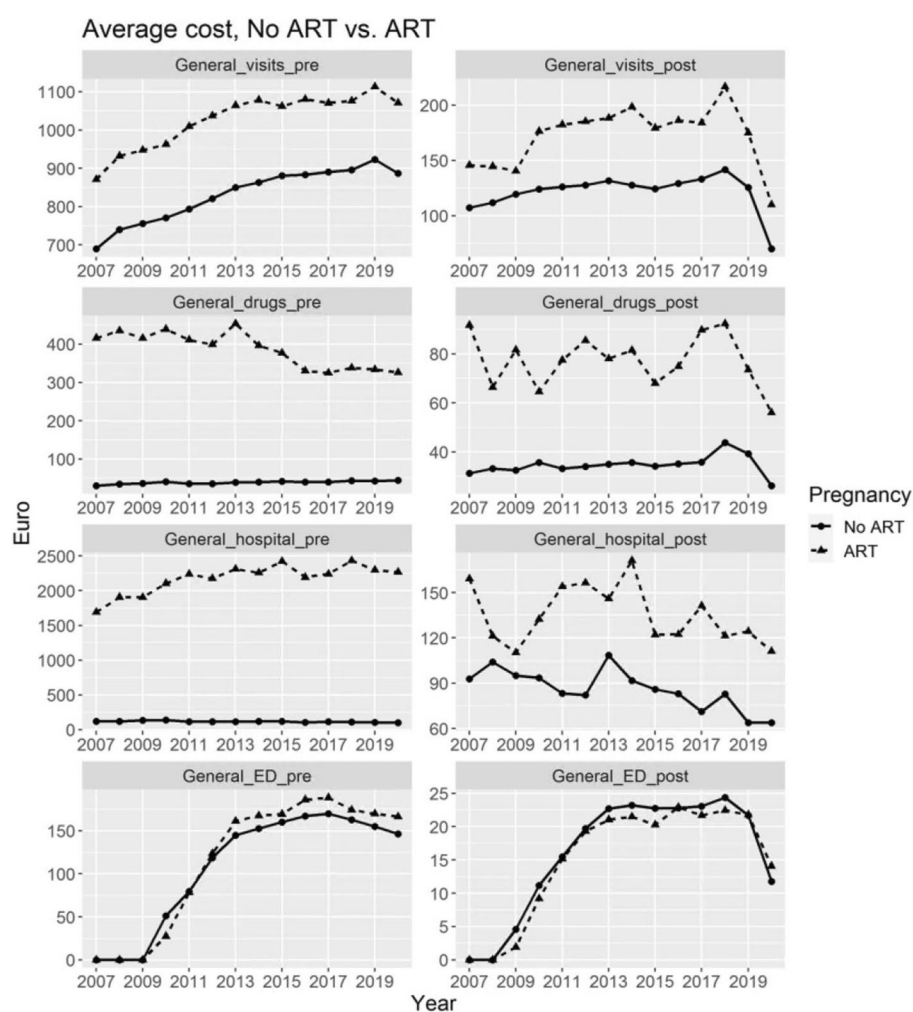 Average cost, No ART vs. ART
General_visits_pre
General_visits_post
1100
1000
900
800
700
200
150
100
2007 2009 2011 2013 2015 2017 2019
2007 2009 2011 2013 2015 2017 2019
General_drugs_pre
General_drugs_post
400
300
200
100
80
60
40
2007 2009 2011 2013 2015 2017 2019
2007 2009 2011 2013 2015 2017 2019
General_hospital_pre
General_hospital_post
2500
2000
1500
1000
500
0
150
120
90
60
2007 2009 2011 2013 2015 2017 2019
2007 2009 2011 2013 2015 2017 2019
General_ED_pre
General_ED_post
150
100
50
0
25
20
15
10
5
0
2007 2009 2011 2013 2015 2017 2019
2007 2009 2011 2013 2015 2017 2019
Euro
Year
Pregnancy
No ART
ART